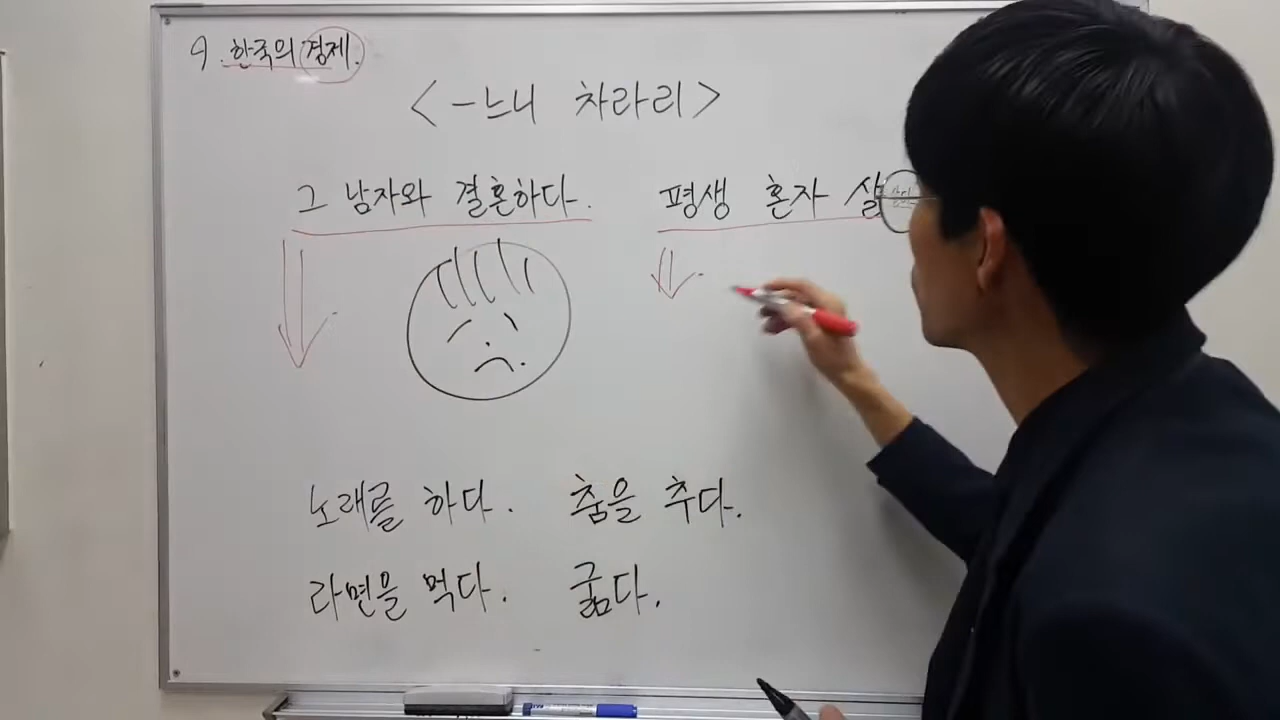 9. 한국의 경제.
<-느니 차라리>
그 남자와 결혼하다. 평생 혼자 살
노래를 하다. 춤을 추다.
라면을 먹다. 굶다.